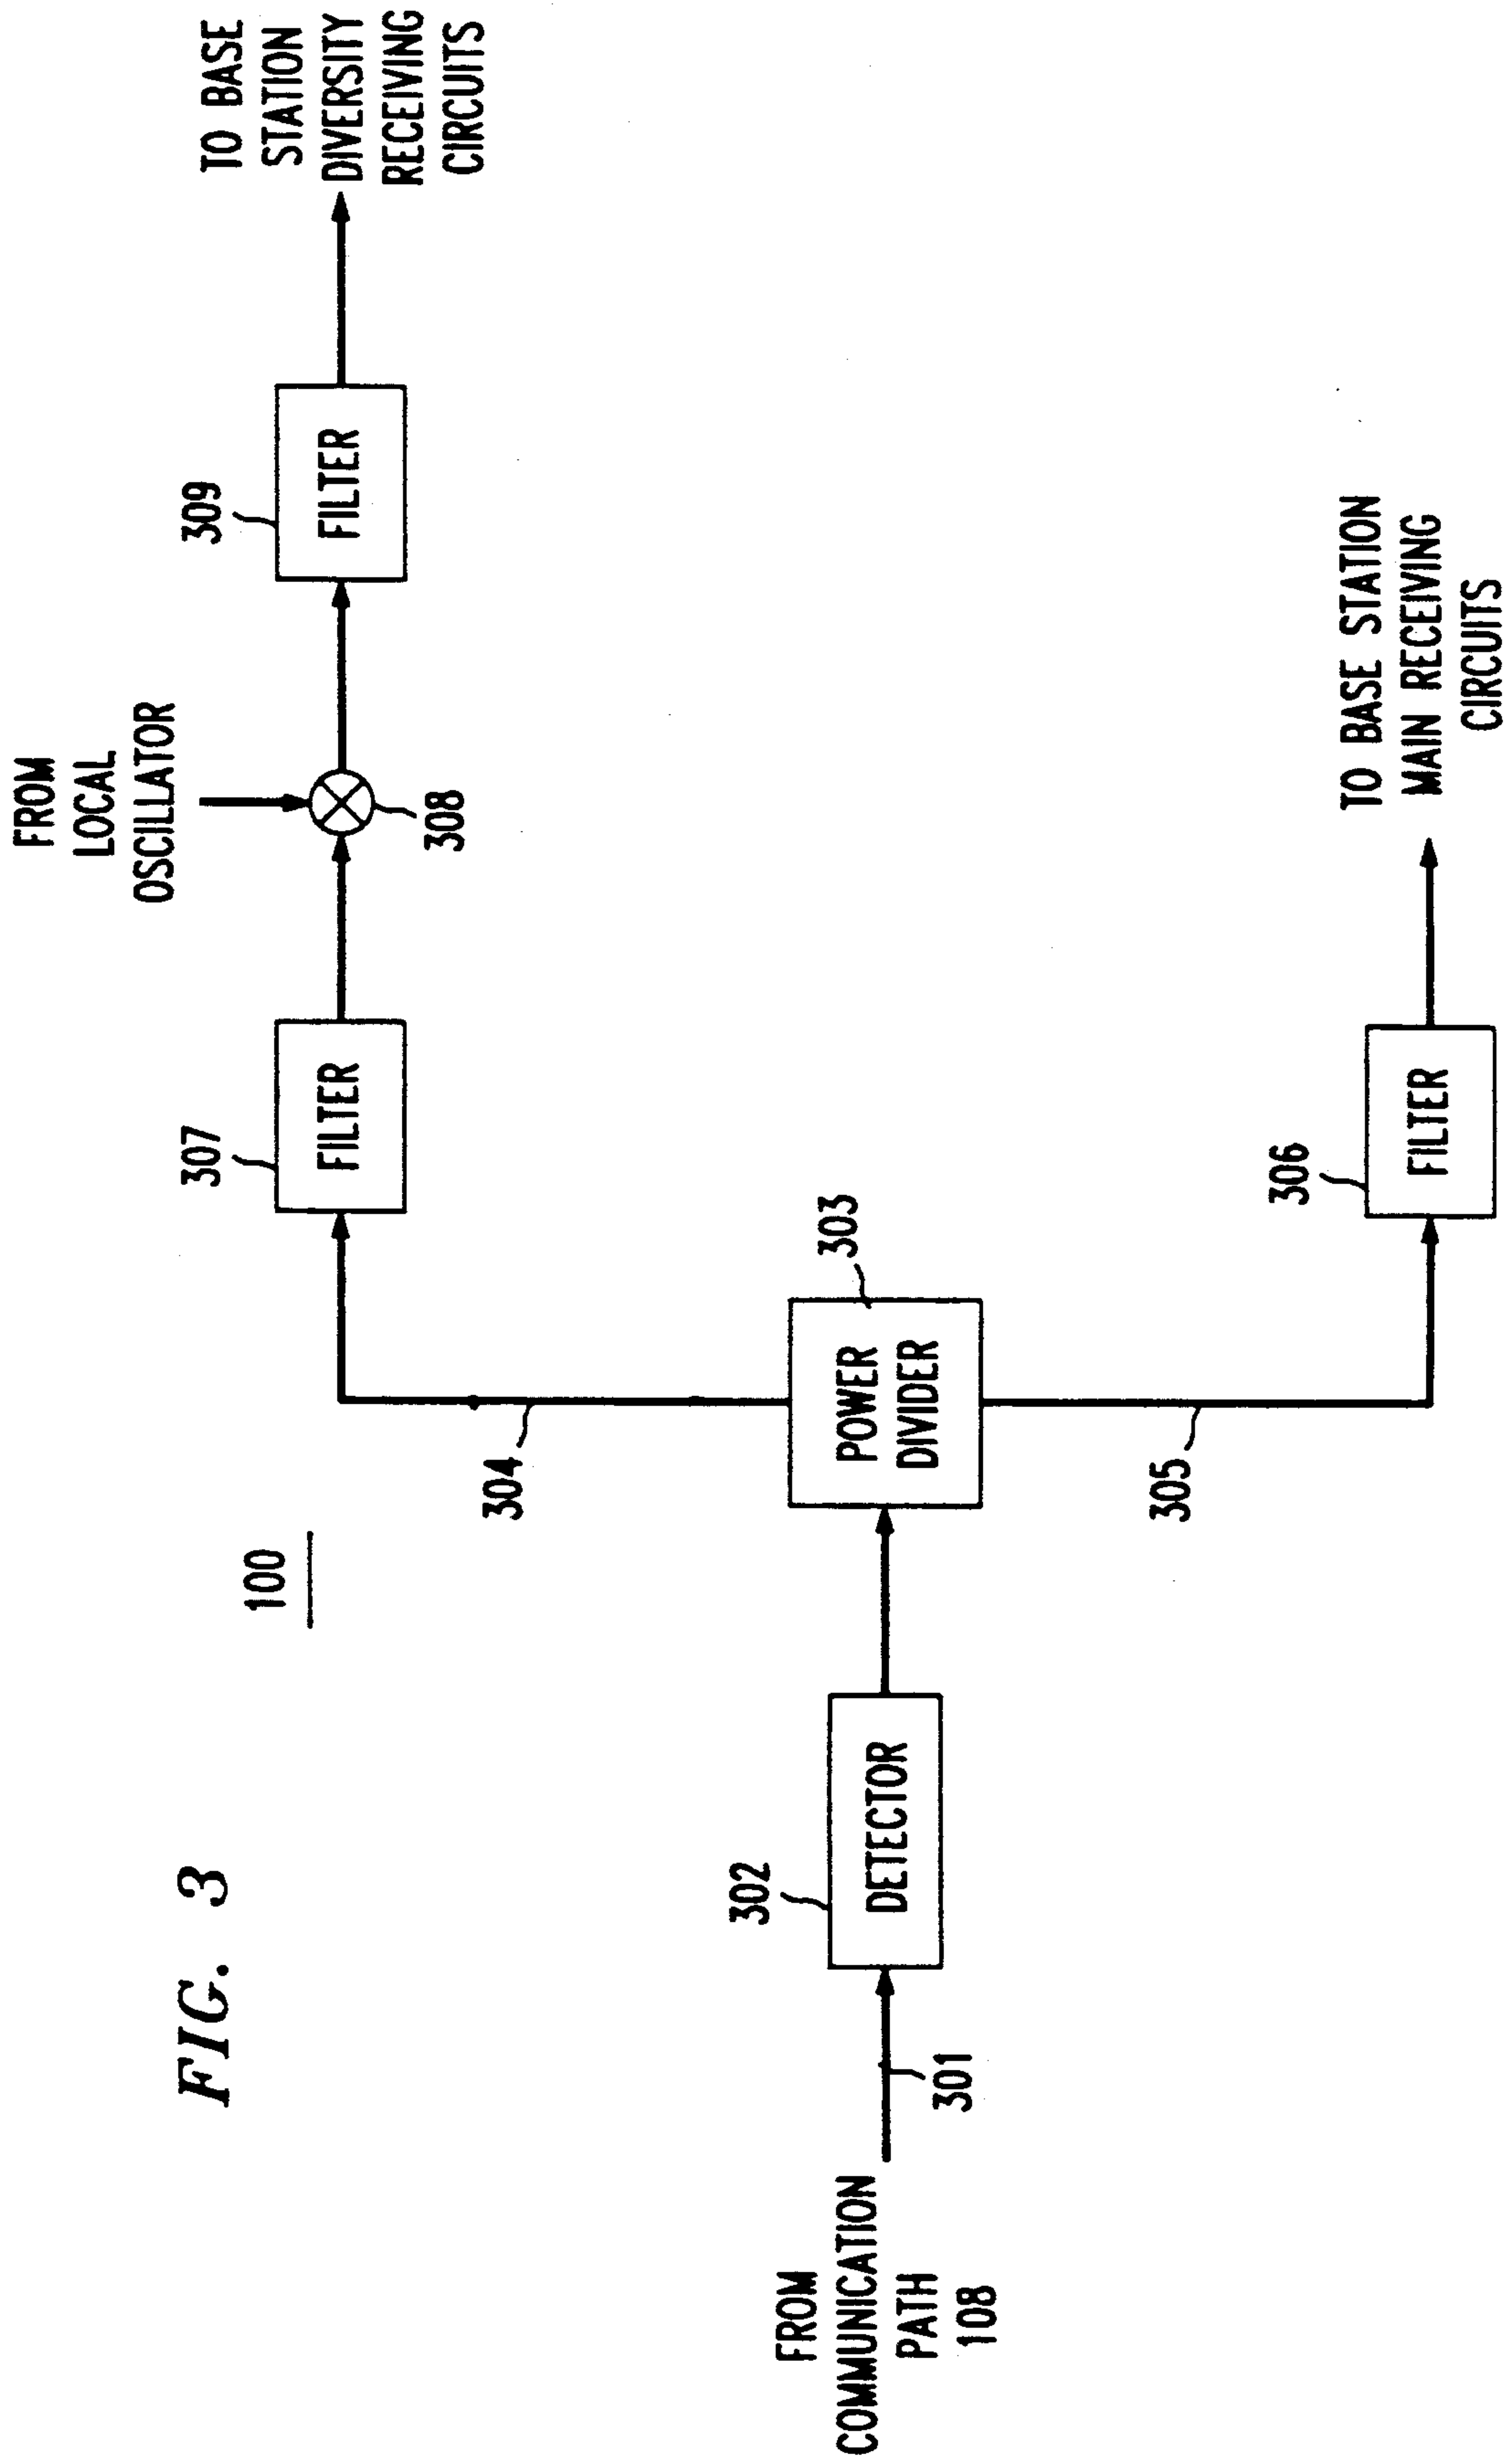 FIG. 3
100
FROM
COMMUNICATION
PATH
108
301
302
DETECTOR
303
POWER
DIVIDER
304
305
307
FILTER
FROM
LOCAL
OSCILLATOR
308
309
FILTER
TO BASE
STATION
DIVERSITY
RECEIVING
CIRCUITS
306
FILTER
TO BASE STATION
MAIN RECEIVING
CIRCUITS